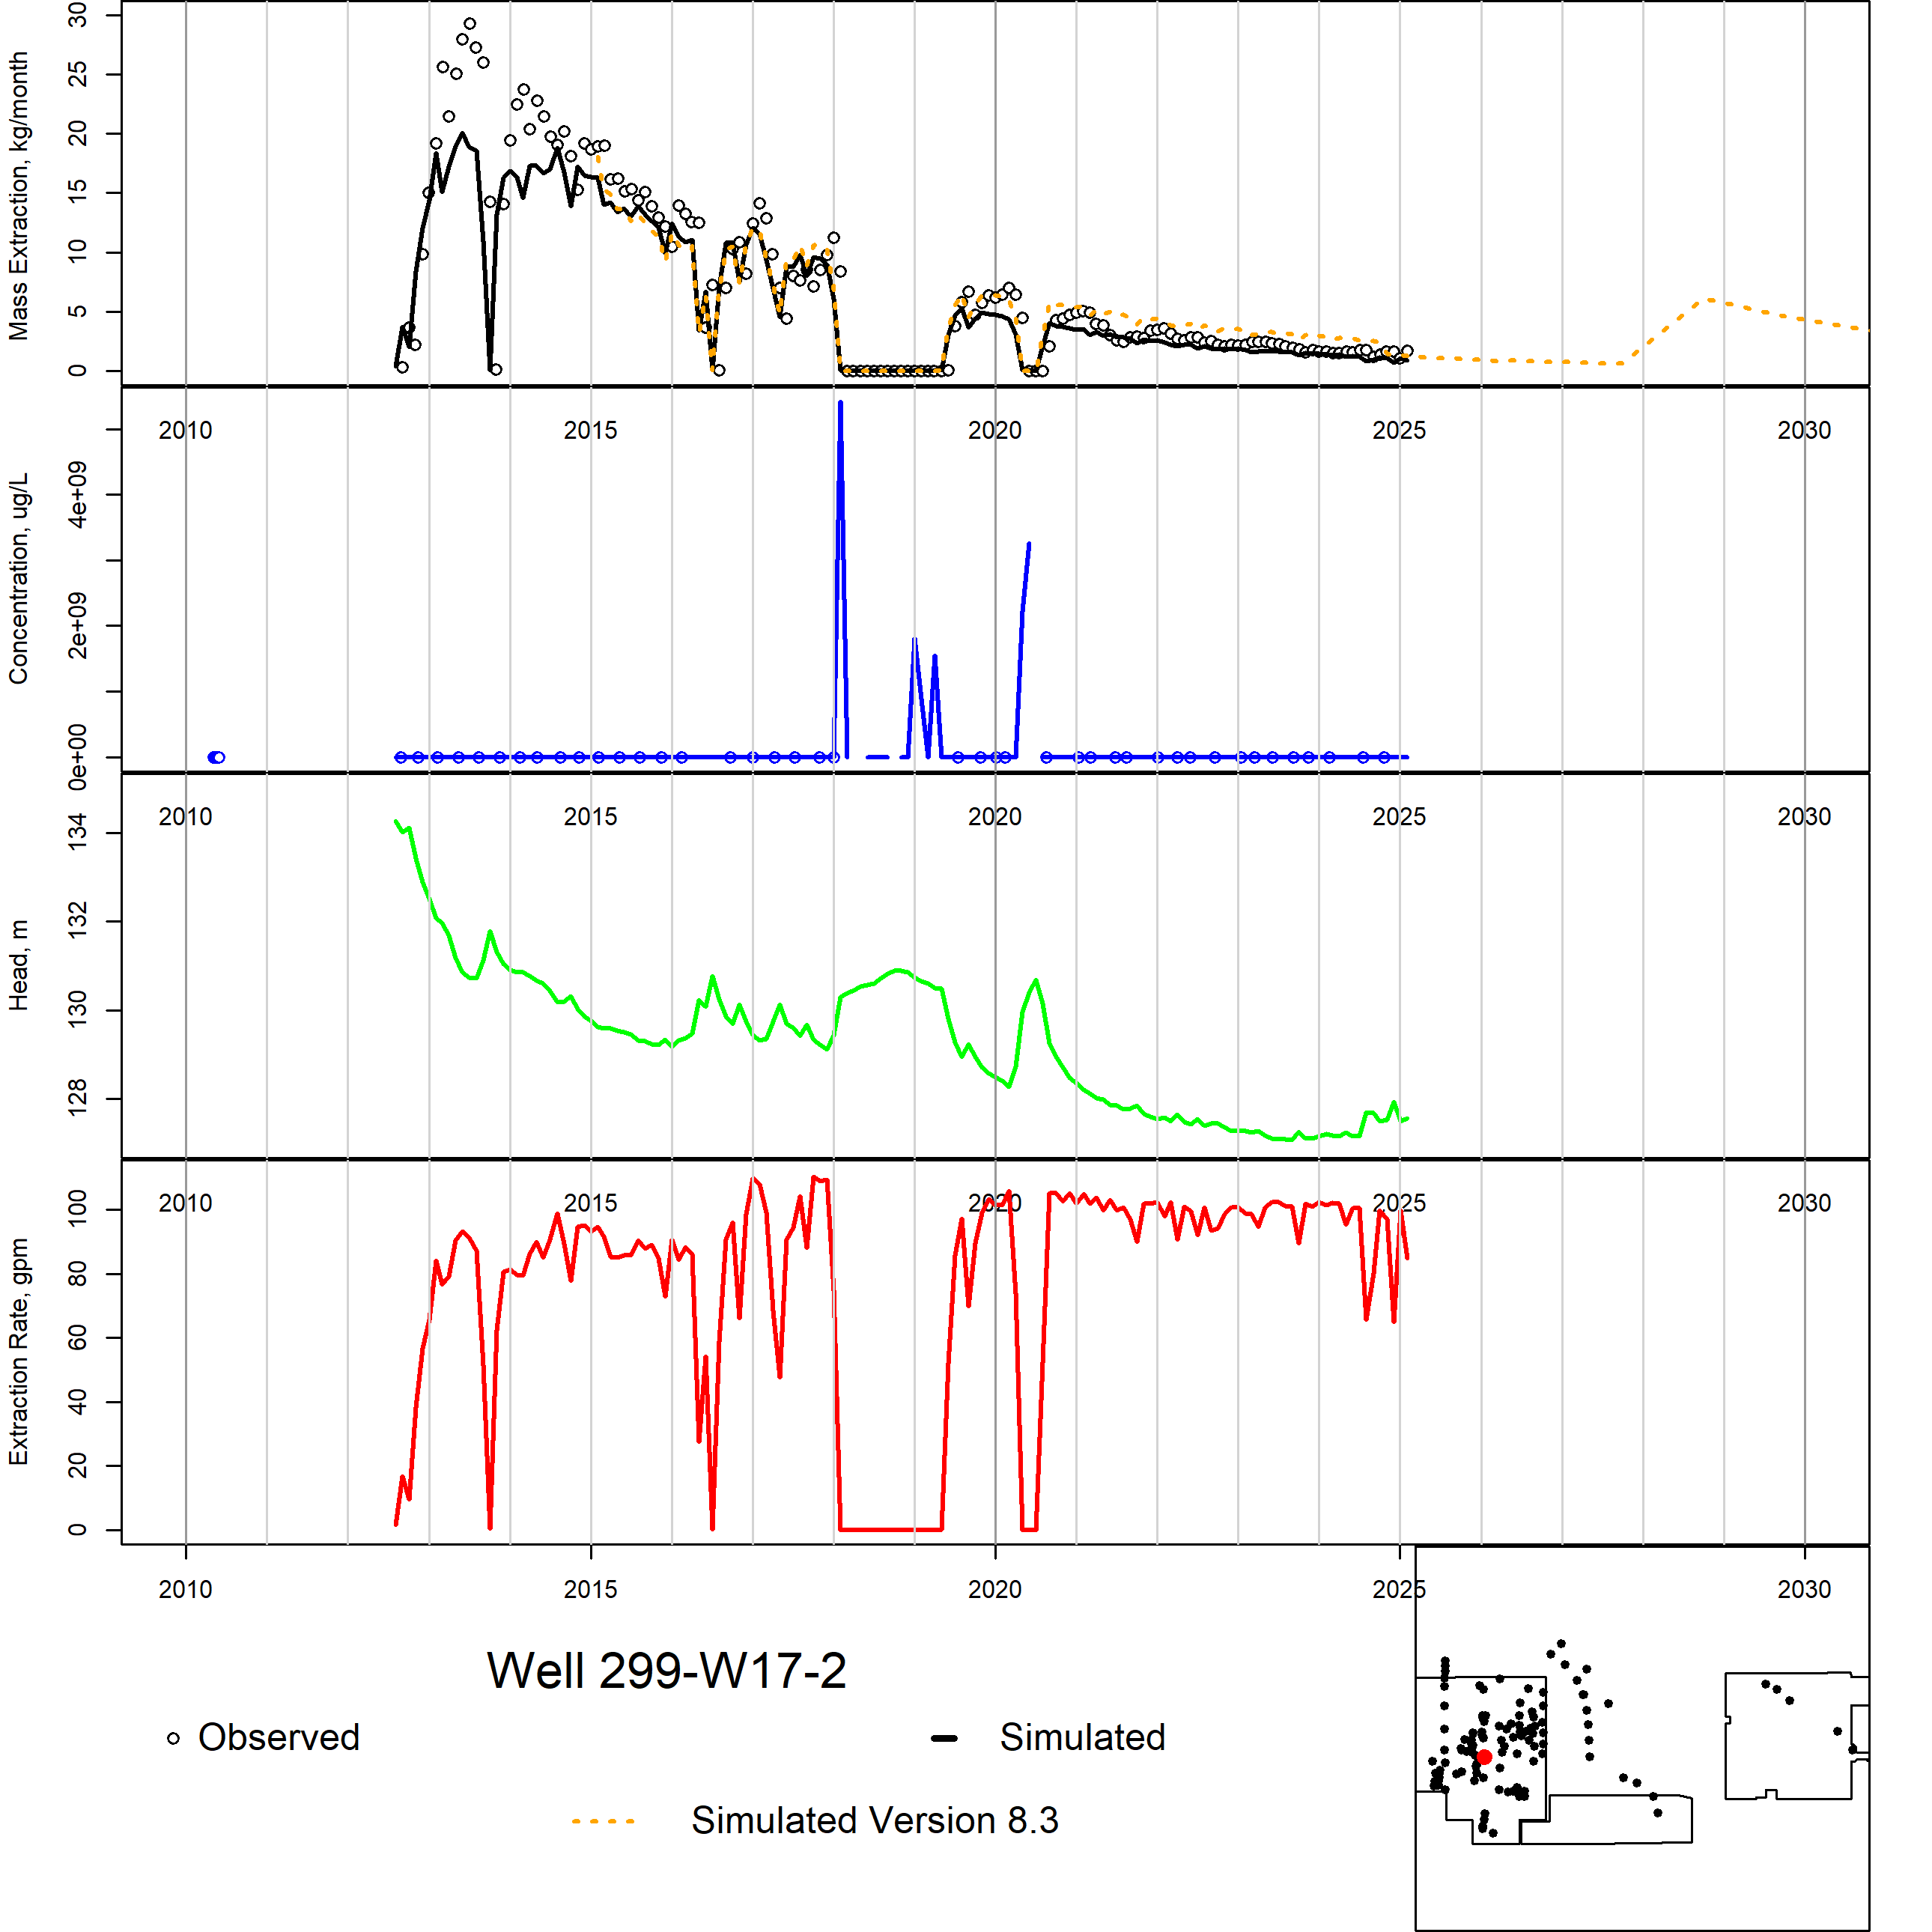 Mass Extraction, kg/month
0 5 10 15 20 25 30
2010 2015 2020 2025 2030
Concentration, ug/L
0e+00 2e+09 4e+09
2010 2015 2020 2025 2030
Head, m
128 130 132 134
2010 2015 2020 2025 2030
Extraction Rate, gpm
0 20 40 60 80 100
2010 2015 2020 2025 2030
Well 299-W17-2
Observed
Simulated
Simulated Version 8.3